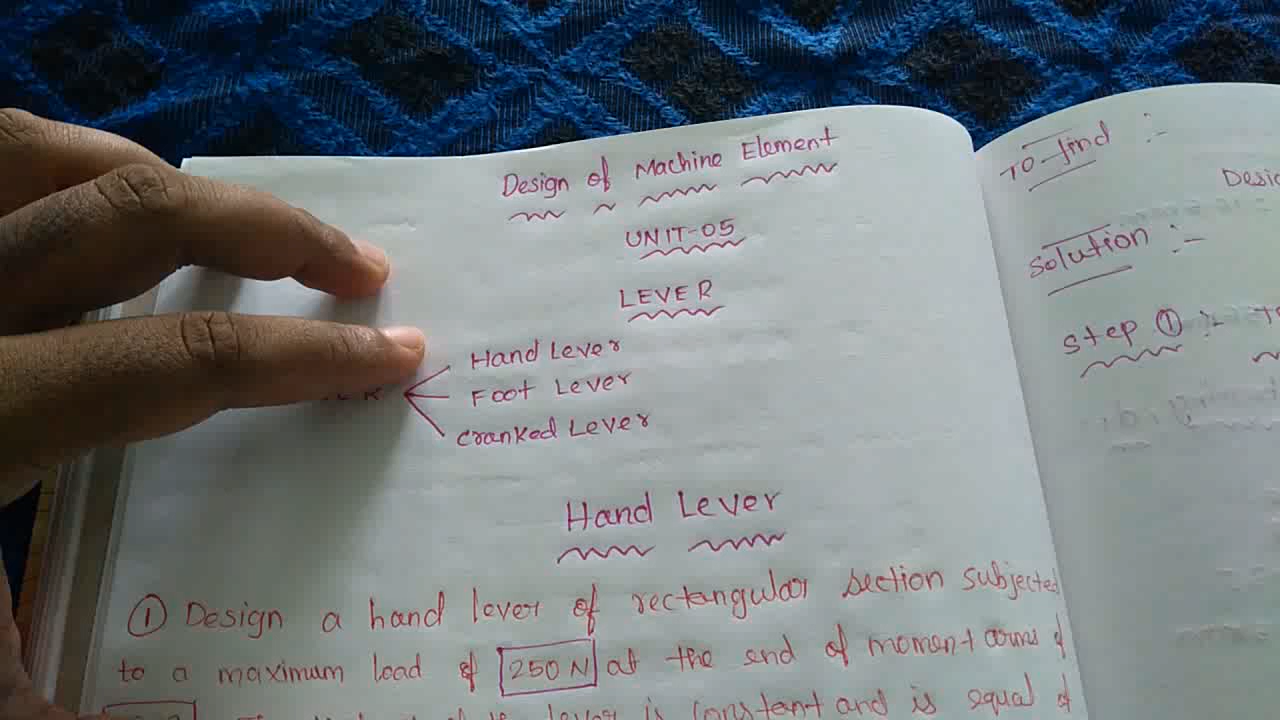 Design of Machine Element
UNIT-05
LEVER
Hand Lever
Foot Lever
Cranked Lever
Hand Lever
① Design a hand lever of rectangular section subjected
to a maximum load of 250 N at the end of moment arms of
lever is constant and is equal of
To find :-
Desig
Solution :-
Step ① :-